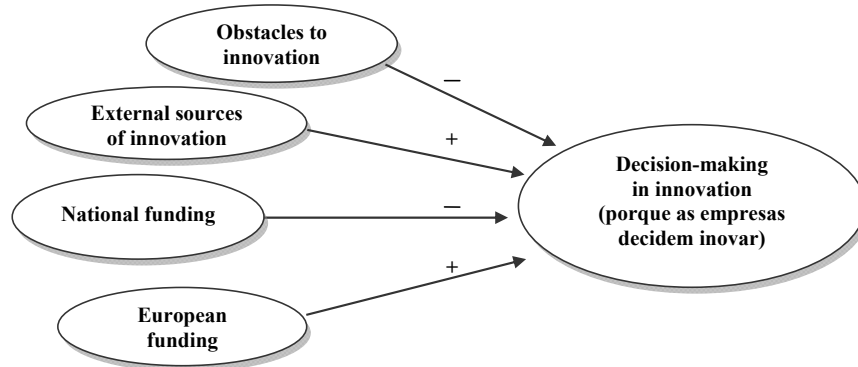 Obstacles to
innovation
–
External sources
of innovation
+
National funding
–
European
funding
+
Decision-making
in innovation
(porque as empresas
decidem inovar)